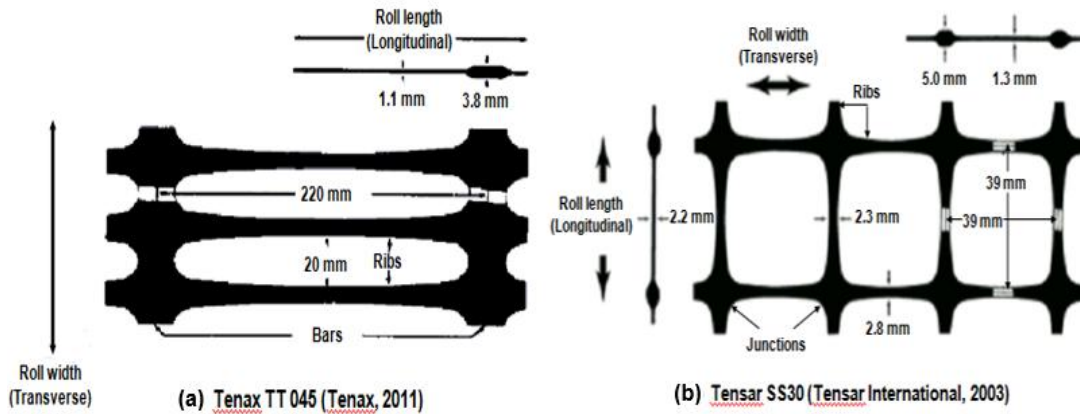 Roll length
(Longitudinal)
1.1 mm
3.8 mm
220 mm
20 mm
Ribs
Bars
Roll width
(Transverse)
(a) Tenax TT 045 (Tenax, 2011)
Roll width
(Transverse)
5.0 mm
1.3 mm
Ribs
Roll length
(Longitudinal)
2.2 mm
2.3 mm
39 mm
39 mm
2.8 mm
Junctions
(b) Tensar SS30 (Tensar International, 2003)